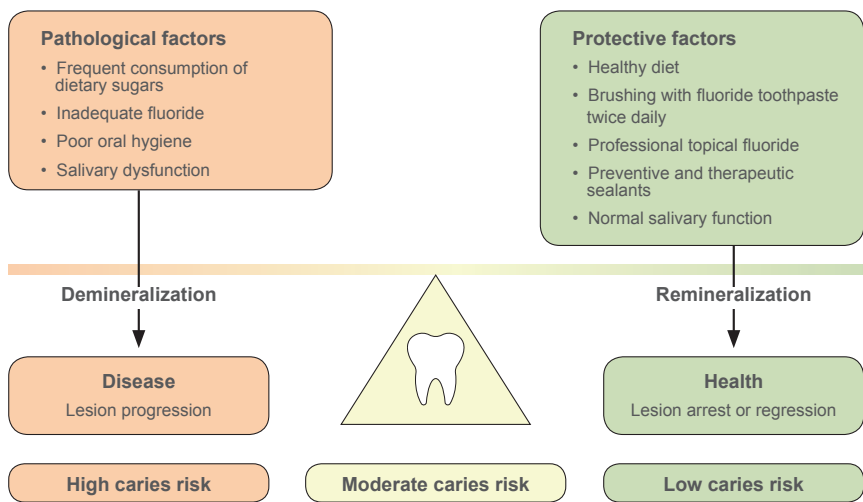 Pathological factors
• Frequent consumption of
dietary sugars
• Inadequate fluoride
• Poor oral hygiene
• Salivary dysfunction
Protective factors
• Healthy diet
• Brushing with fluoride toothpaste
twice daily
• Professional topical fluoride
• Preventive and therapeutic
sealants
• Normal salivary function
Demineralization
Remineralization
Disease
Lesion progression
Health
Lesion arrest or regression
High caries risk
Moderate caries risk
Low caries risk